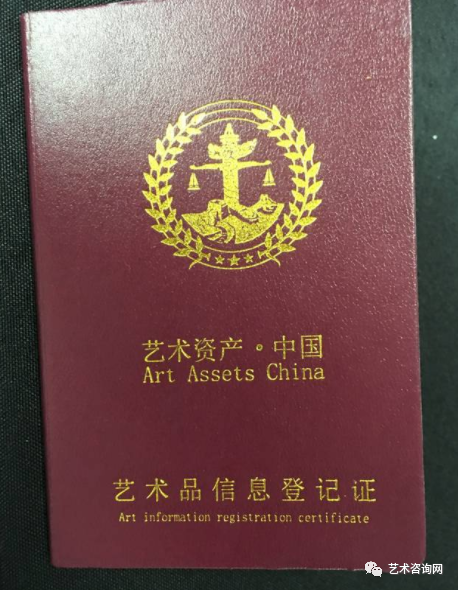 艺术资产·中国
Art Assets China
艺术品信息登记证
Art information registration certificate
艺术咨询网